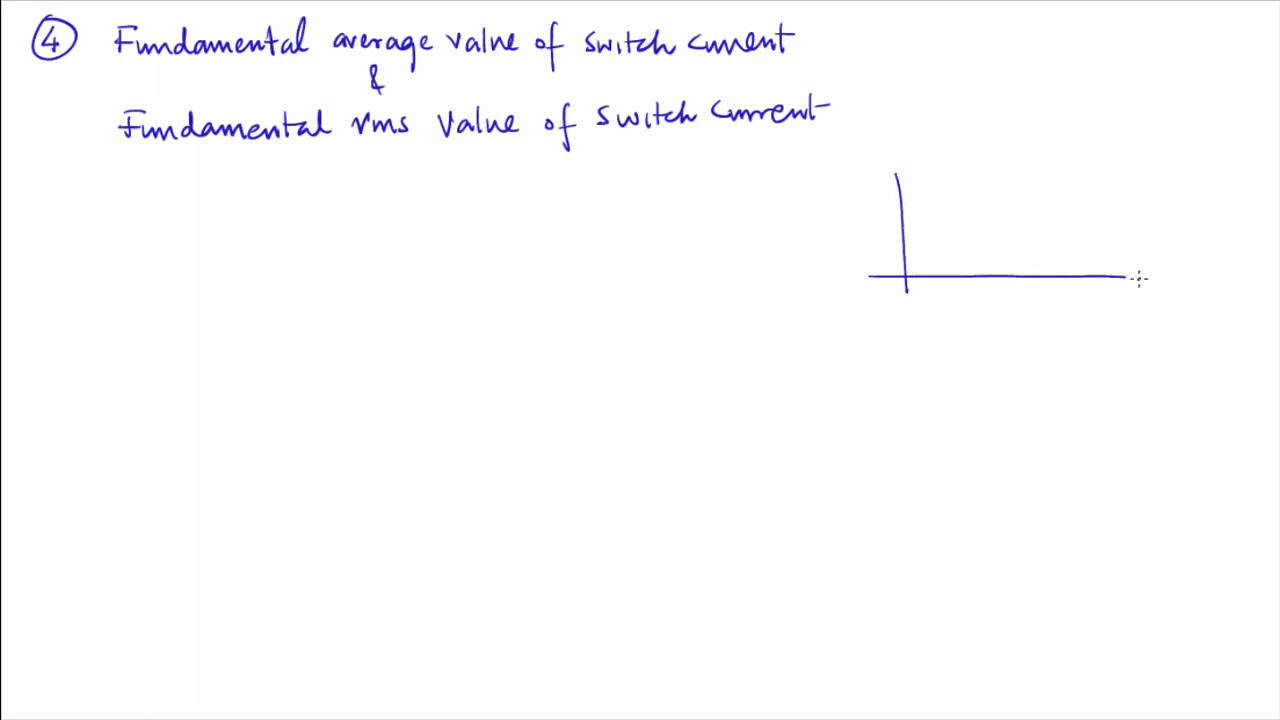 ④ Fundamental average value of switch current
&
Fundamental rms value of switch current